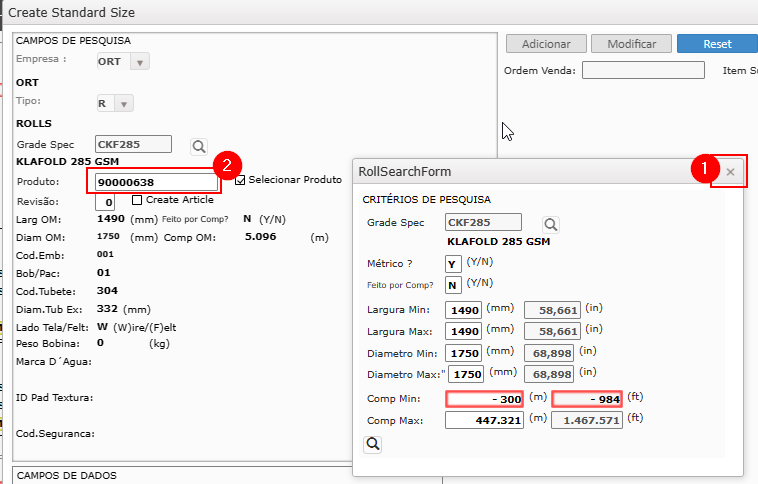 Create Standard Size
CAMPOS DE PESQUISA
Empresa : ORT
ORT
Tipo: R
ROLLS
Grade Spec CKF285
KLAFOLD 285 GSM
2
Produto: 90000638 Selecionar Produto
Revisão: 0 Create Article
Larg OM: 1490 (mm) Feito por Comp? N (Y/N)
Diam OM: 1750 (mm) Comp OM: 5.096 (m)
Cod.Emb: 001
Bob/Pac: 01
Cod.Tubete: 304
Diam.Tub Ex: 332 (mm)
Lado Tela/Felt: W (W)ire/(F)elt
Peso Bobina: 0 (kg)
Marca D´Agua:
ID Pad Textura:
Cod.Seguranca:
CAMPOS DE DADOS
Adicionar Modificar Reset
Ordem Venda: Item
1
RollSearchForm ×
CRITÉRIOS DE PESQUISA
Grade Spec CKF285
KLAFOLD 285 GSM
Métrico ? Y (Y/N)
Feito por Comp? N (Y/N)
Largura Min: 1490 (mm) 58,661 (in)
Largura Max: 1490 (mm) 58,661 (in)
Diametro Min: 1750 (mm) 68,898 (in)
Diametro Max:" 1750 (mm) 68,898 (in)
Comp Min: - 300 (m) - 984 (ft)
Comp Max: 447.321 (m) 1.467.571 (ft)